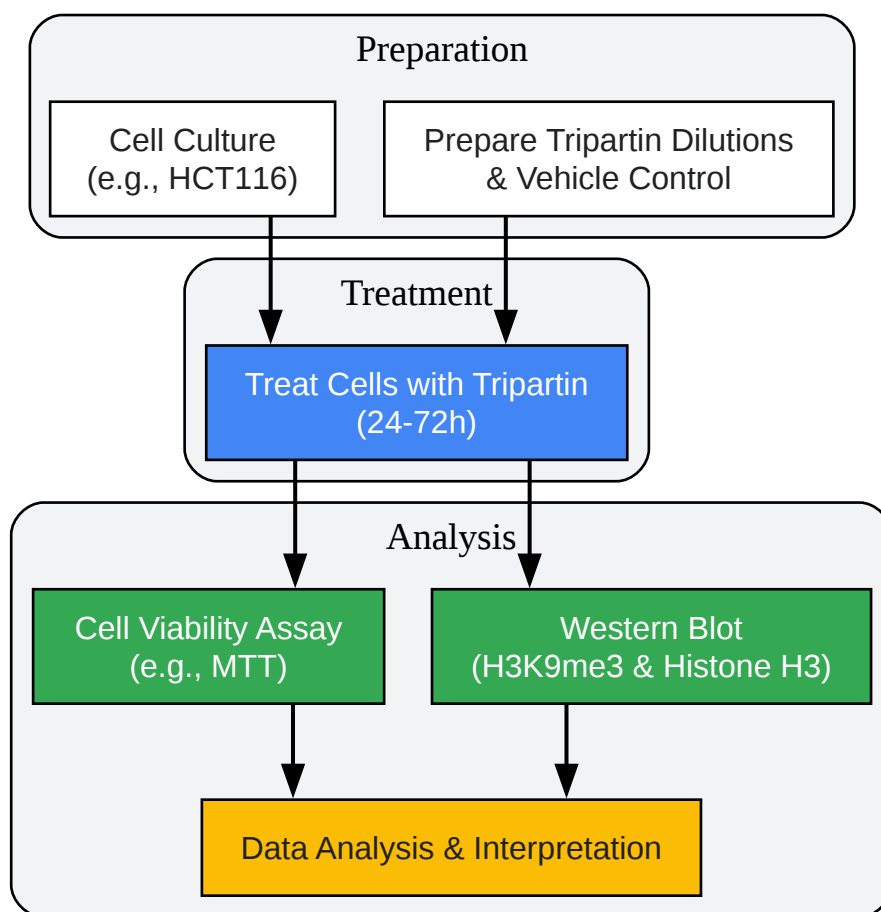 Preparation
Cell Culture
(e.g., HCT116)
Prepare Tripartin Dilutions
& Vehicle Control
Treatment
Treat Cells with Tripartin
(24-72h)
Analysis
Cell Viability Assay
(e.g., MTT)
Western Blot
(H3K9me3 & Histone H3)
Data Analysis & Interpretation